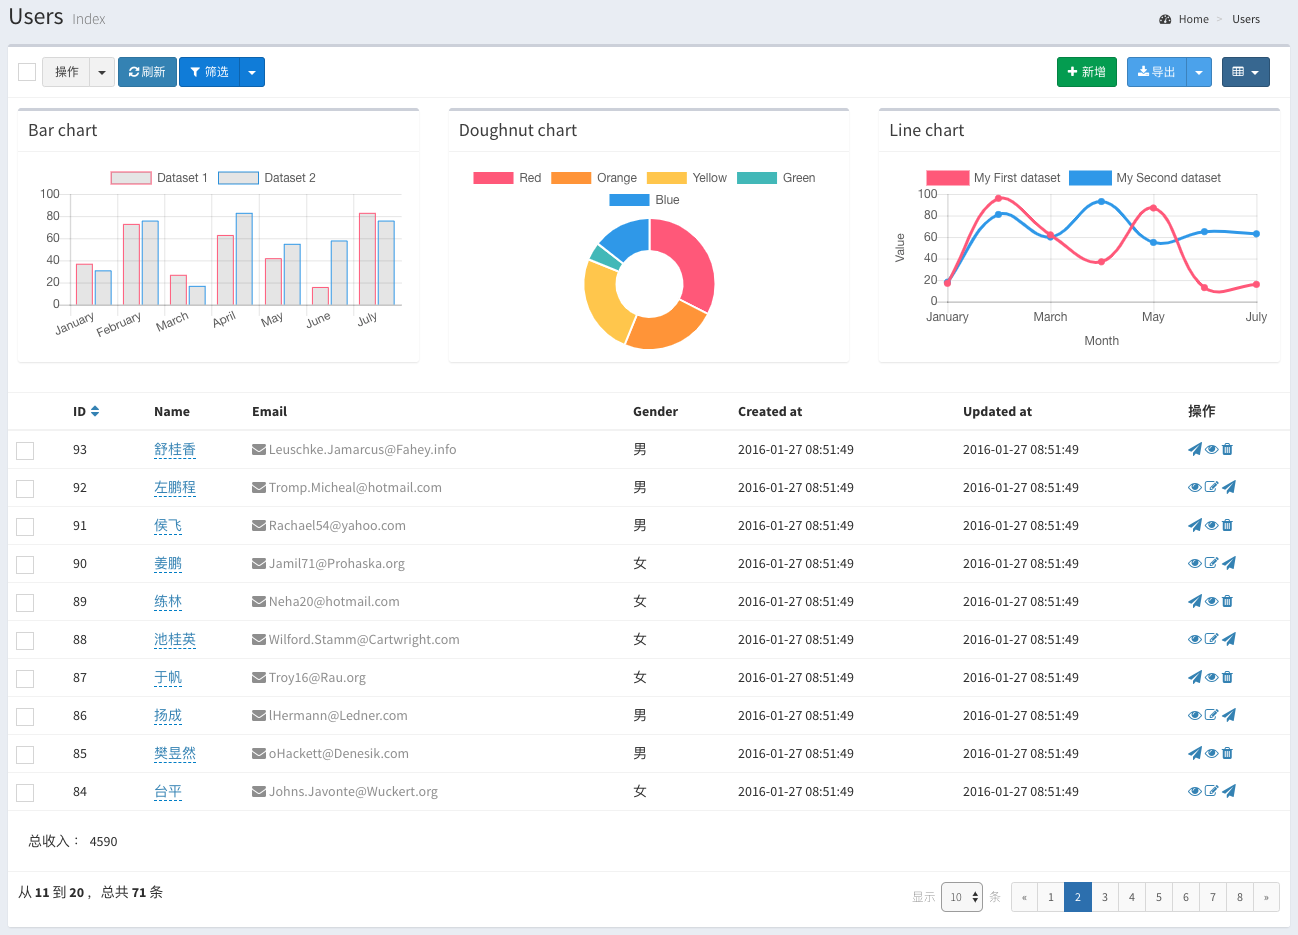 Users Index
Home > Users
操作 刷新 筛选 新增 导出
Bar chart
Dataset 1 Dataset 2
100
80
60
40
20
0
January February March April May June July
Doughnut chart
Red Orange Yellow Green
Blue
Line chart
My First dataset My Second dataset
Value
100
80
60
40
20
0
January March May July
Month
ID Name Email Gender Created at Updated at 操作
93 舒桂香 Leuschke.Jamarcus@Fahey.info 男 2016-01-27 08:51:49 2016-01-27 08:51:49
92 左鹏程 Tromp.Micheal@hotmail.com 男 2016-01-27 08:51:49 2016-01-27 08:51:49
91 侯飞 Rachael54@yahoo.com 男 2016-01-27 08:51:49 2016-01-27 08:51:49
90 姜鹏 Jamil71@Prohaska.org 女 2016-01-27 08:51:49 2016-01-27 08:51:49
89 练林 Neha20@hotmail.com 女 2016-01-27 08:51:49 2016-01-27 08:51:49
88 池桂英 Wilford.Stamm@Cartwright.com 女 2016-01-27 08:51:49 2016-01-27 08:51:49
87 于帆 Troy16@Rau.org 女 2016-01-27 08:51:49 2016-01-27 08:51:49
86 扬成 lHermann@Ledner.com 男 2016-01-27 08:51:49 2016-01-27 08:51:49
85 樊昱然 oHackett@Denesik.com 男 2016-01-27 08:51:49 2016-01-27 08:51:49
84 台平 Johns.Javonte@Wuckert.org 女 2016-01-27 08:51:49 2016-01-27 08:51:49
总收入： 4590
从 11 到 20 ，总共 71 条
显示 10 条 « 1 2 3 4 5 6 7 8 »